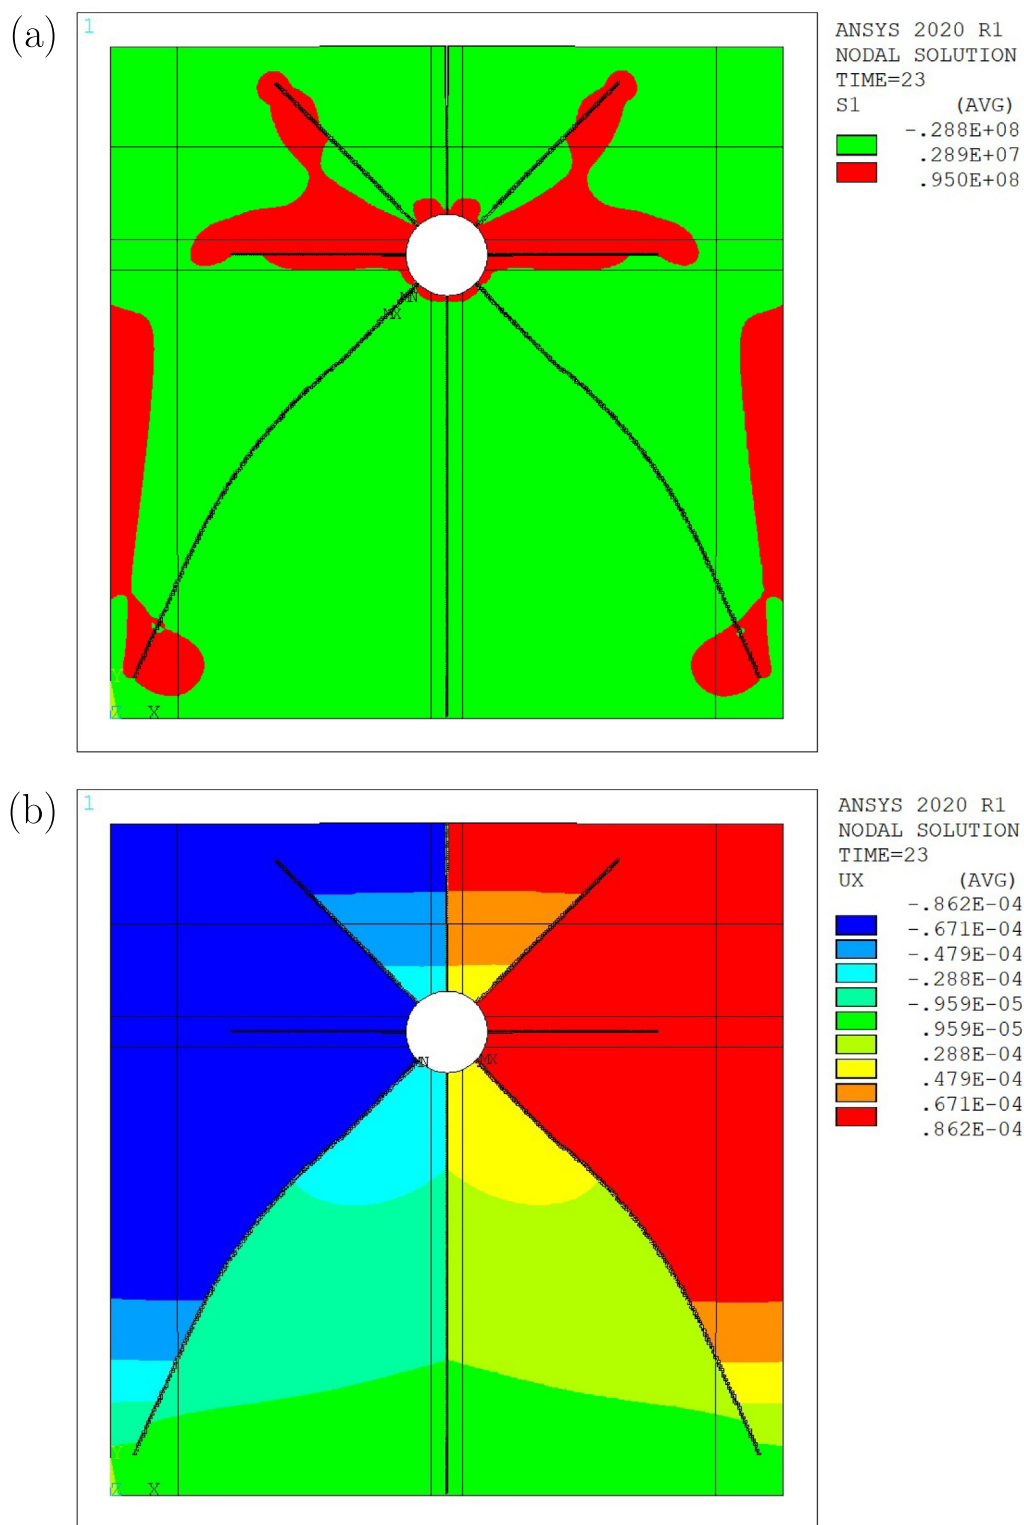 (a)
1
ANSYS 2020 R1
NODAL SOLUTION
TIME=23
S1 (AVG)
-.288E+08
.289E+07
.950E+08
MN
MX
Y
Z X
(b)
1
ANSYS 2020 R1
NODAL SOLUTION
TIME=23
UX (AVG)
-.862E-04
-.671E-04
-.479E-04
-.288E-04
-.959E-05
.959E-05
.288E-04
.479E-04
.671E-04
.862E-04
MN MX
Y
Z X